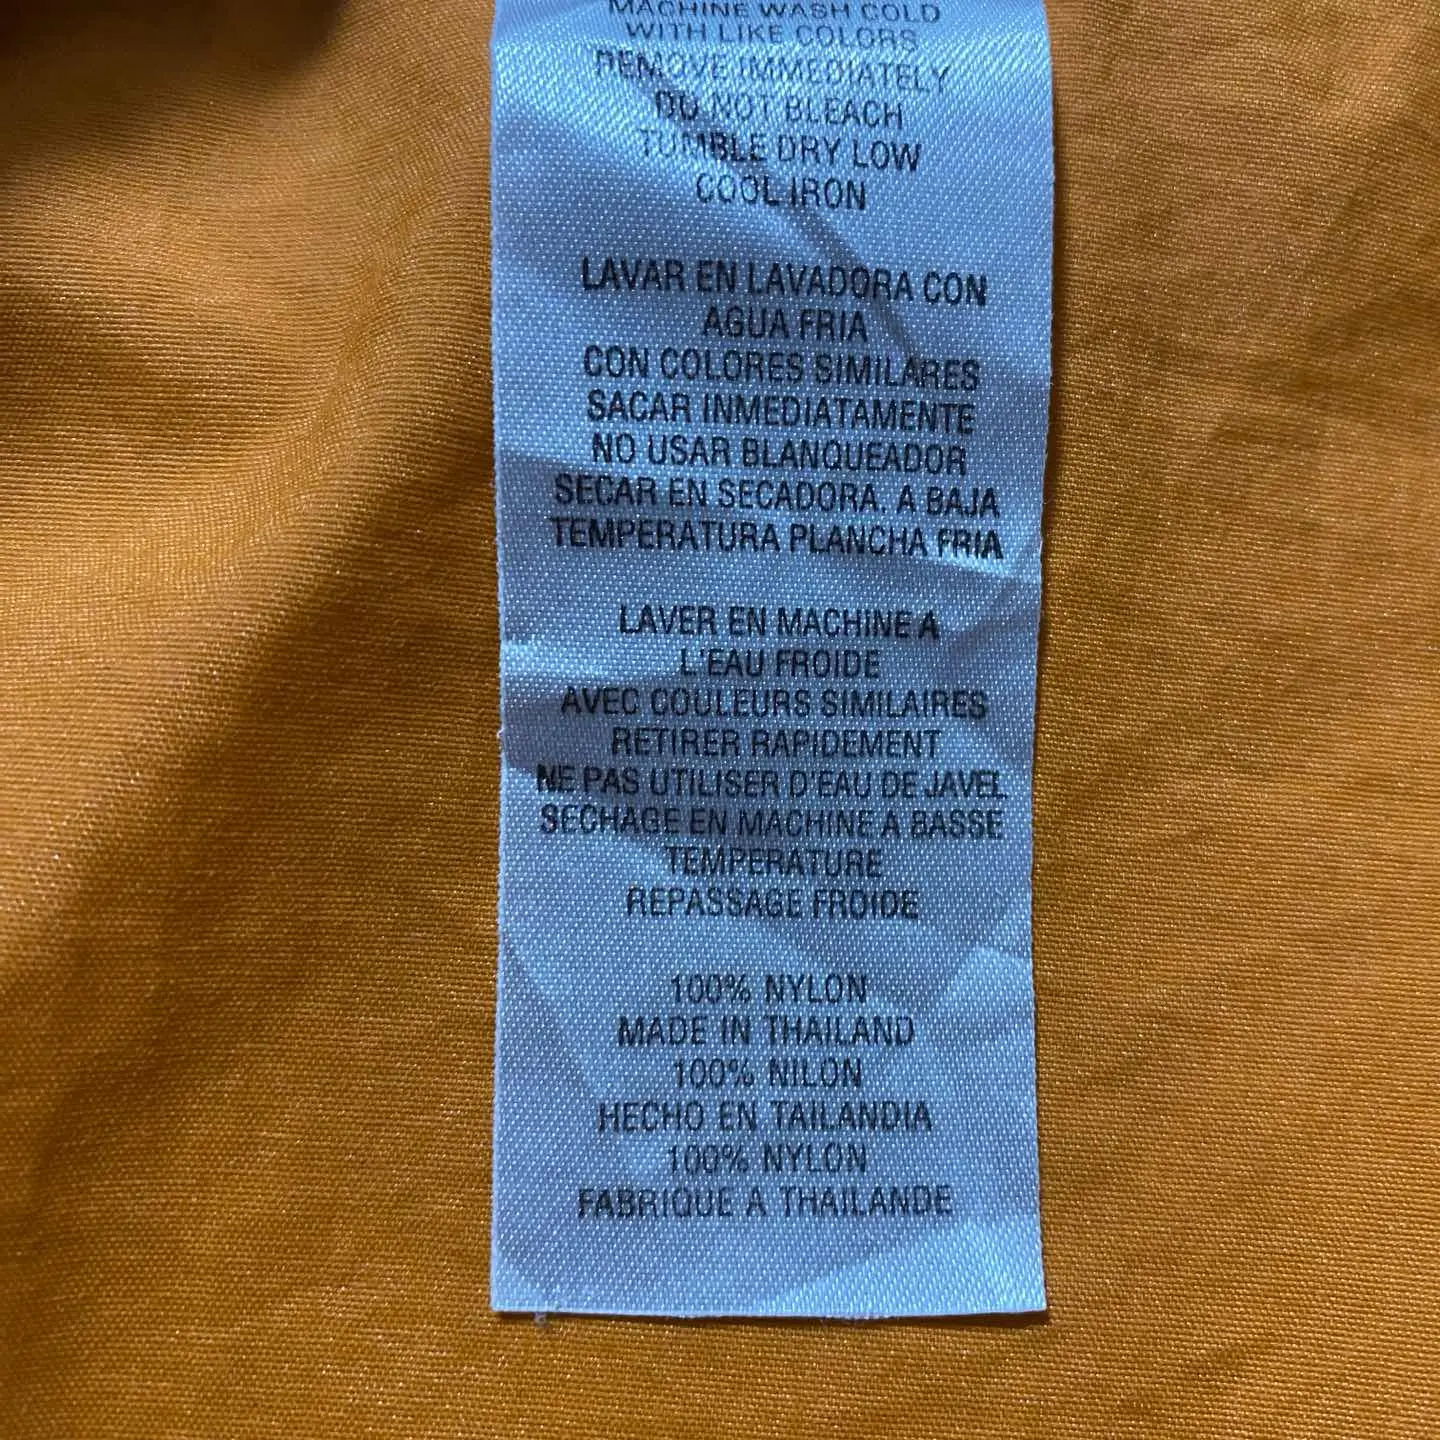 MACHINE WASH COLD
WITH LIKE COLORS
REMOVE IMMEDIATELY
DO NOT BLEACH
TUMBLE DRY LOW
COOL IRON
LAVAR EN LAVADORA CON
AGUA FRIA
CON COLORES SIMILARES
SACAR INMEDIATAMENTE
NO USAR BLANQUEADOR
SECAR EN SECADORA. A BAJA
TEMPERATURA PLANCHA FRIA
LAVER EN MACHINE A
L'EAU FROIDE
AVEC COULEURS SIMILAIRES
RETIRER RAPIDEMENT
NE PAS UTILISER D'EAU DE JAVEL
SECHAGE EN MACHINE A BASSE
TEMPERATURE
REPASSAGE FROIDE
100% NYLON
MADE IN THAILAND
100% NILON
HECHO EN TAILANDIA
100% NYLON
FABRIQUE A THAILANDE